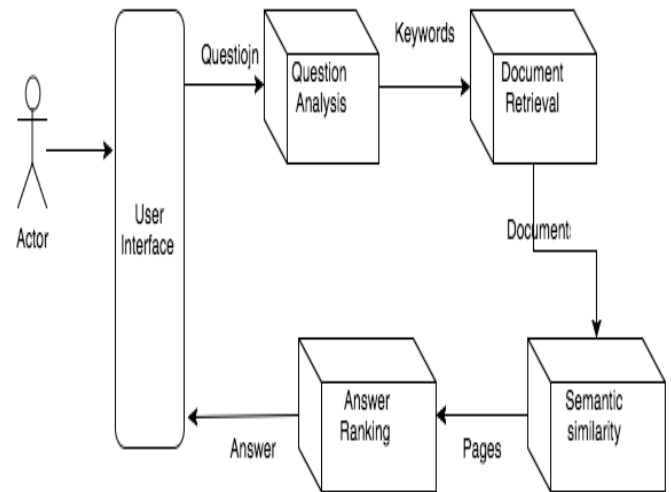 Questiojn
Question
Analysis
Keywords
Document
Retrieval
Actor
User
Interface
Document
Answer
Answer
Ranking
Pages
Semantic
similarity